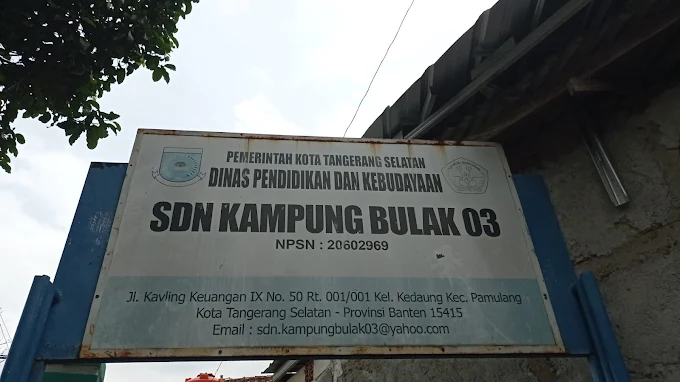 PEMERINTAH KOTA TANGERANG SELATAN
DINAS PENDIDIKAN DAN KEBUDAYAAN
SDN KAMPUNG BULAK 03
NPSN : 20602969
Jl. Kavling Keuangan IX No. 50 Rt. 001/001 Kel. Kedaung Kec. Pamulang
Kota Tangerang Selatan - Provinsi Banten 15415
Email : sdn.kampungbulak03@yahoo.com